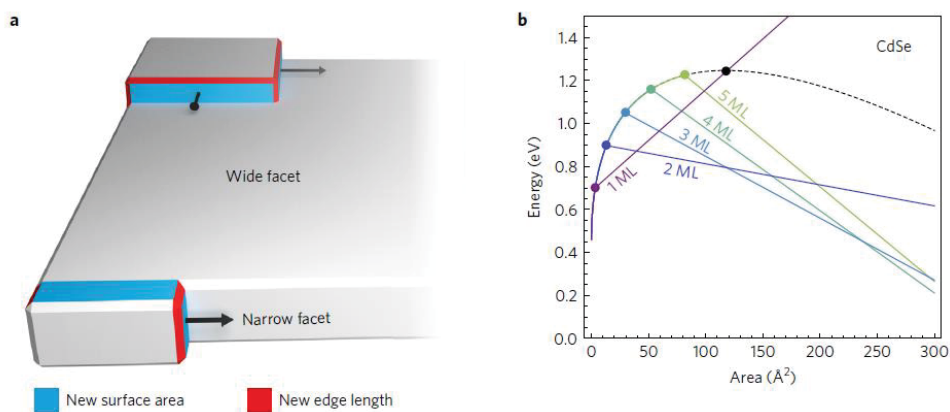 a
Wide facet
Narrow facet
New surface area
New edge length
b
CdSe
1.4
1.2
1.0
0.8
0.6
0.4
0.2
0.0
Energy (eV)
1 ML
2 ML
3 ML
4 ML
5 ML
0
50
100
150
200
250
300
Area (Å²)